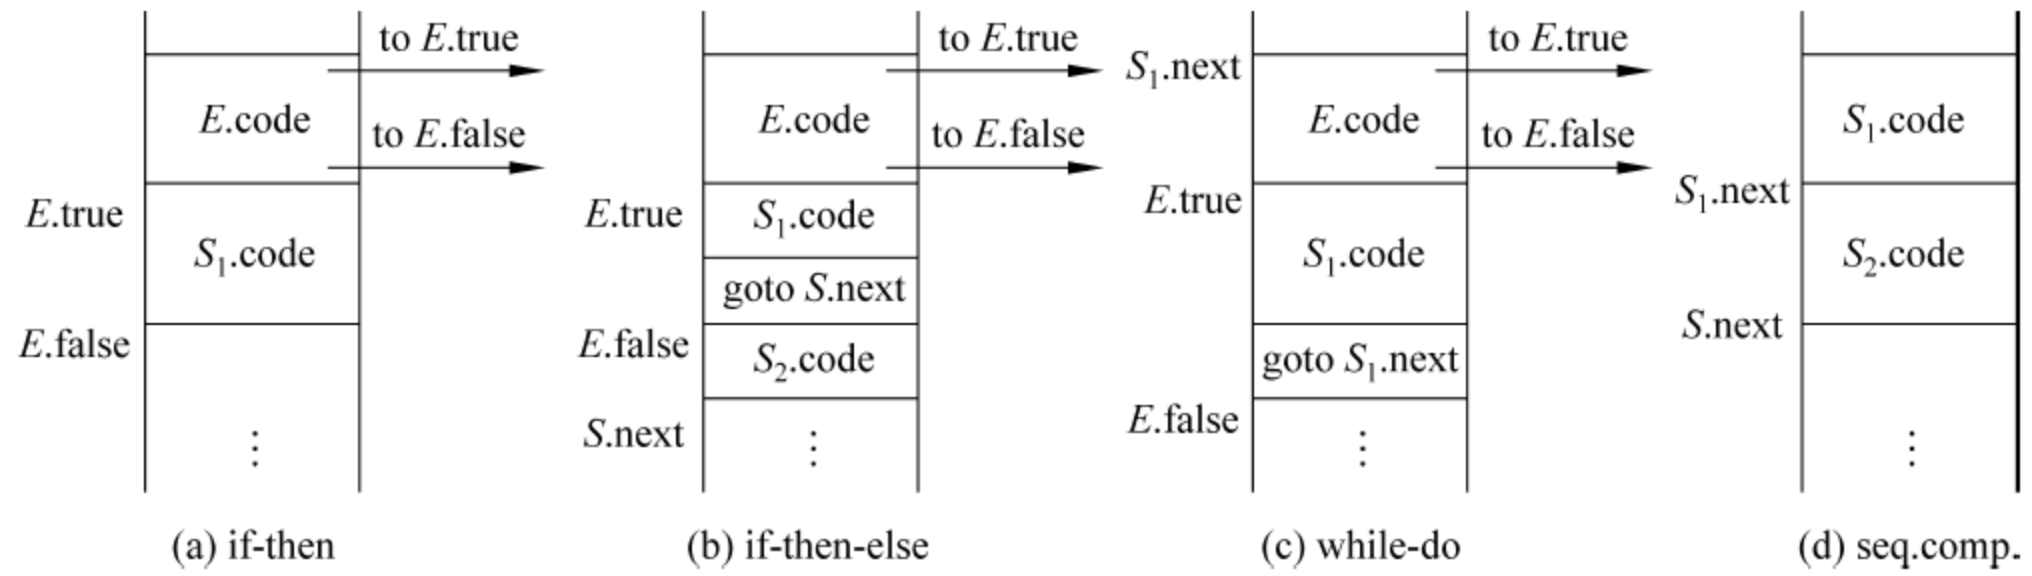 to E.true
E.code
to E.false
E.true
S₁.code
E.false
⋮
(a) if-then
to E.true
E.code
to E.false
E.true
S₁.code
goto S.next
E.false
S₂.code
S.next
⋮
(b) if-then-else
to E.true
S₁.next
E.code
to E.false
E.true
S₁.code
goto S₁.next
E.false
⋮
(c) while-do
S₁.code
S₁.next
S₂.code
S.next
⋮
(d) seq.comp.